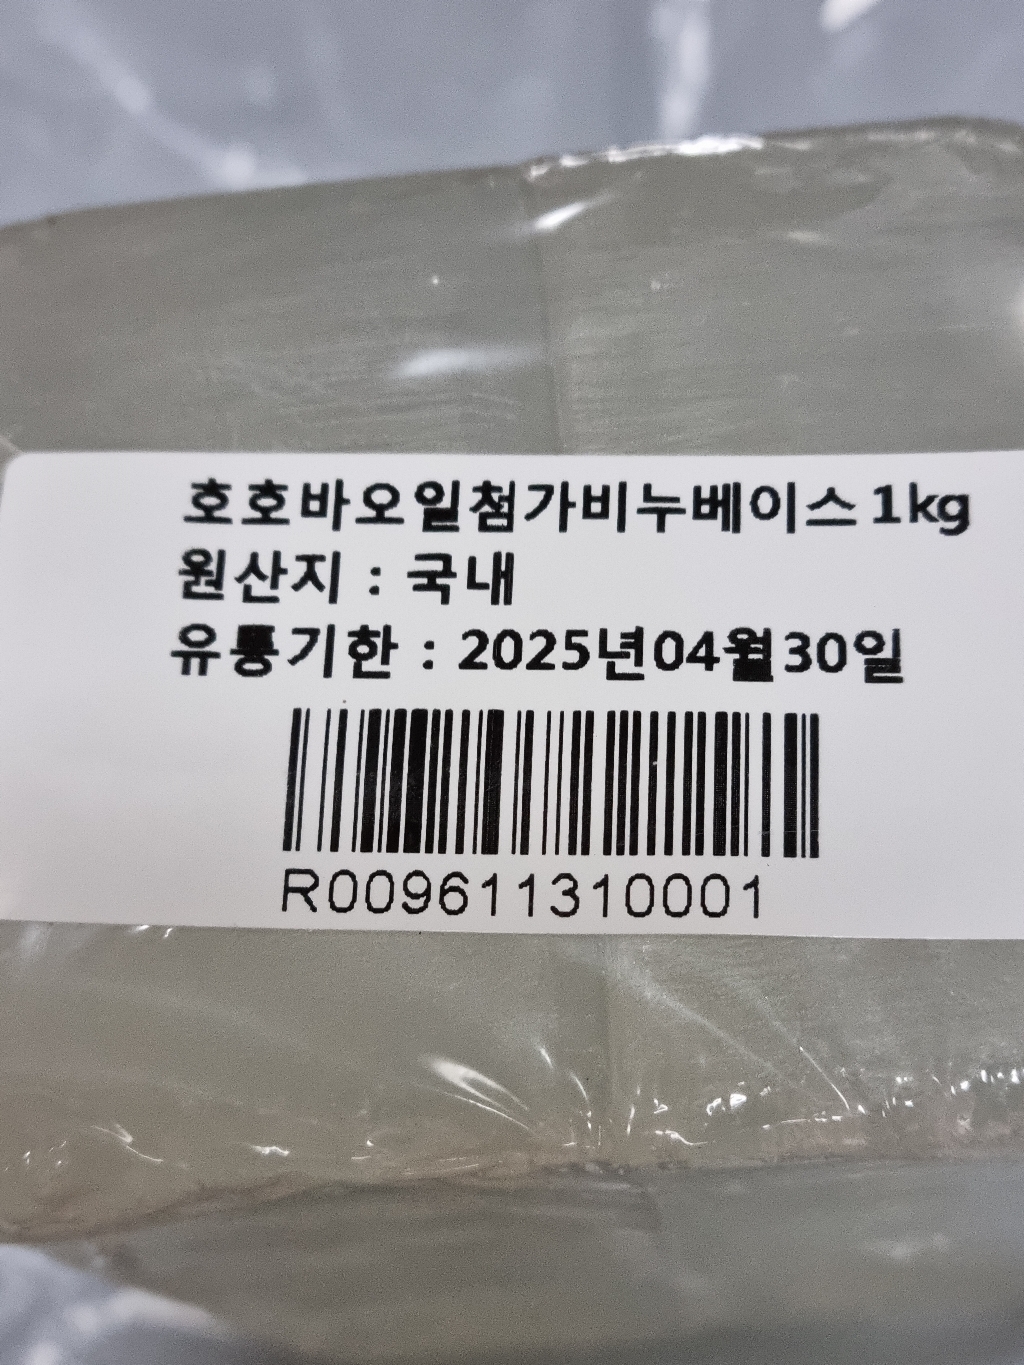 호호바오일첨가비누베이스 1kg
원산지 : 국내
유통기한 : 2025년04월30일
R009611310001